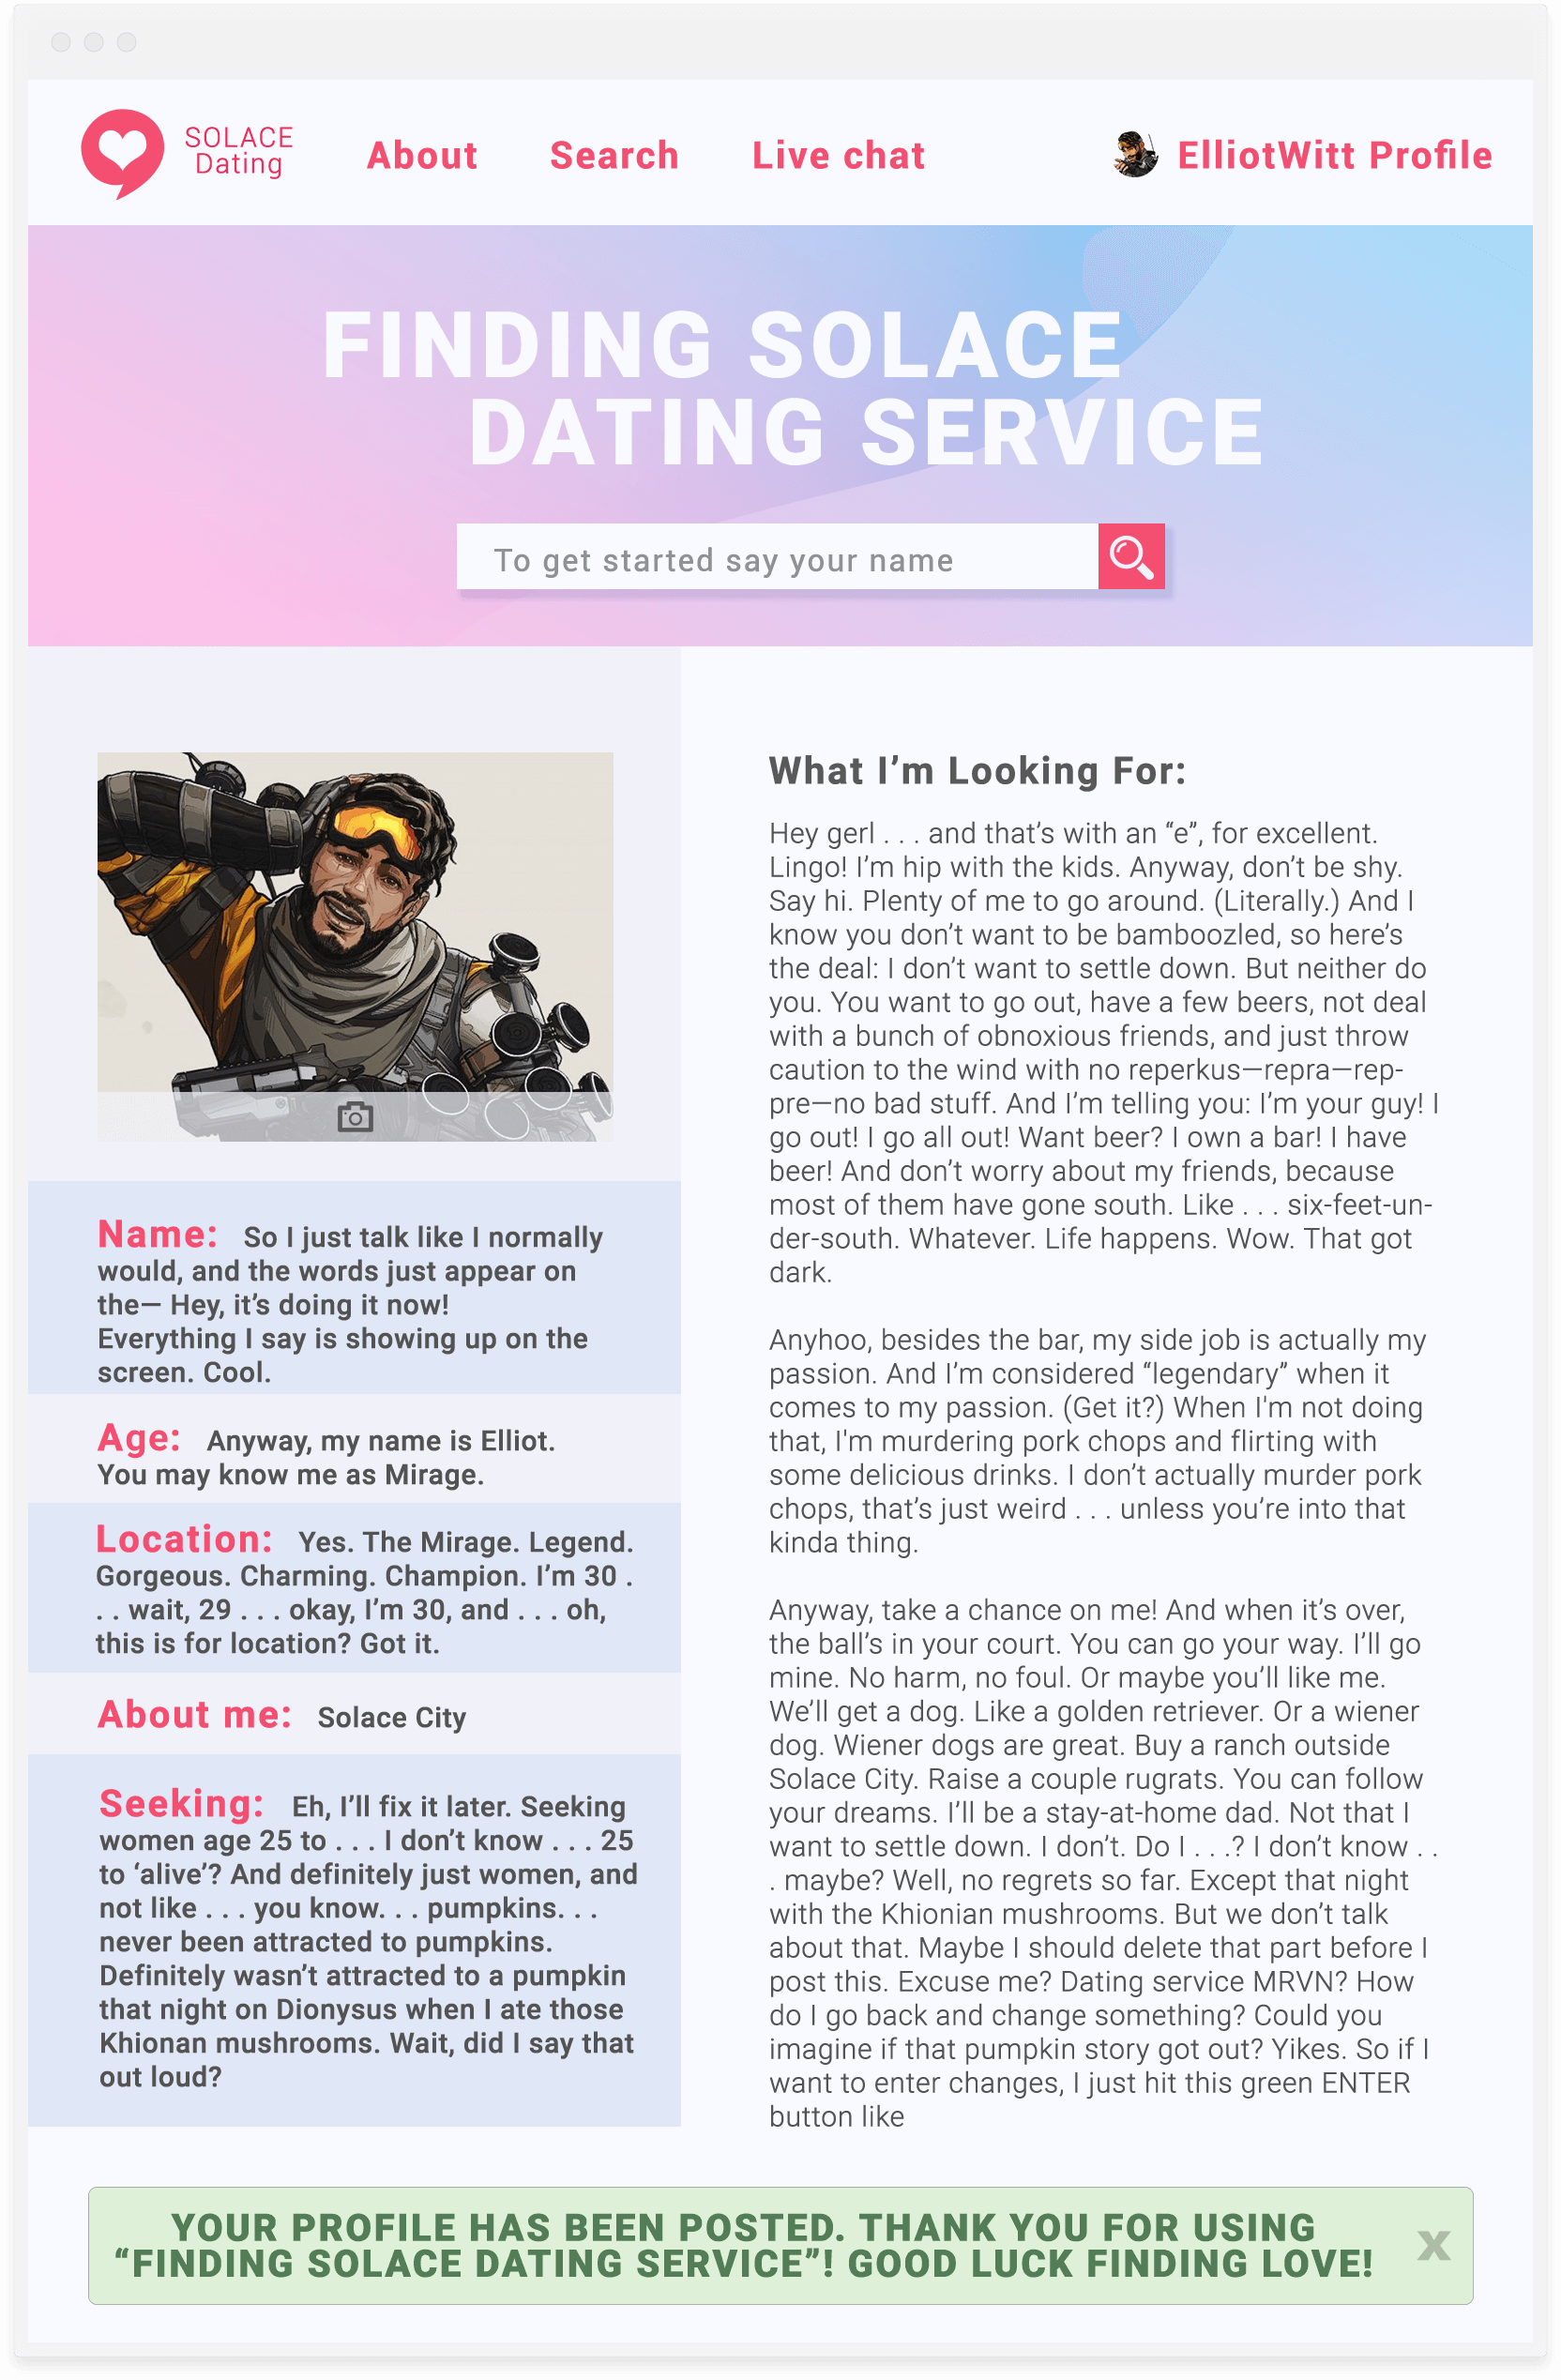 SOLACE
Dating
About
Search
Live chat
ElliotWitt Profile
FINDING SOLACE
DATING SERVICE
To get started say your name
Name: So I just talk like I normally
would, and the words just appear on
the— Hey, it’s doing it now!
Everything I say is showing up on the
screen. Cool.
Age: Anyway, my name is Elliot.
You may know me as Mirage.
Location: Yes. The Mirage. Legend.
Gorgeous. Charming. Champion. I’m 30 .
. . wait, 29 . . . okay, I’m 30, and . . . oh,
this is for location? Got it.
About me: Solace City
Seeking: Eh, I’ll fix it later. Seeking
women age 25 to . . . I don’t know . . . 25
to ‘alive’? And definitely just women, and
not like . . . you know. . . pumpkins. . .
never been attracted to pumpkins.
Definitely wasn’t attracted to a pumpkin
that night on Dionysus when I ate those
Khionan mushrooms. Wait, did I say that
out loud?
What I’m Looking For:
Hey gerl . . . and that’s with an “e”, for excellent.
Lingo! I’m hip with the kids. Anyway, don’t be shy.
Say hi. Plenty of me to go around. (Literally.) And I
know you don’t want to be bamboozled, so here’s
the deal: I don’t want to settle down. But neither do
you. You want to go out, have a few beers, not deal
with a bunch of obnoxious friends, and just throw
caution to the wind with no reperkus—repra—rep-
pre—no bad stuff. And I’m telling you: I’m your guy! I
go out! I go all out! Want beer? I own a bar! I have
beer! And don’t worry about my friends, because
most of them have gone south. Like . . . six-feet-un-
der-south. Whatever. Life happens. Wow. That got
dark.
Anyhoo, besides the bar, my side job is actually my
passion. And I’m considered “legendary” when it
comes to my passion. (Get it?) When I'm not doing
that, I'm murdering pork chops and flirting with
some delicious drinks. I don’t actually murder pork
chops, that’s just weird . . . unless you’re into that
kinda thing.
Anyway, take a chance on me! And when it’s over,
the ball’s in your court. You can go your way. I’ll go
mine. No harm, no foul. Or maybe you’ll like me.
We’ll get a dog. Like a golden retriever. Or a wiener
dog. Wiener dogs are great. Buy a ranch outside
Solace City. Raise a couple rugrats. You can follow
your dreams. I’ll be a stay-at-home dad. Not that I
want to settle down. I don’t. Do I . . .? I don’t know . .
. maybe? Well, no regrets so far. Except that night
with the Khionian mushrooms. But we don’t talk
about that. Maybe I should delete that part before I
post this. Excuse me? Dating service MRVN? How
do I go back and change something? Could you
imagine if that pumpkin story got out? Yikes. So if I
want to enter changes, I just hit this green ENTER
button like
YOUR PROFILE HAS BEEN POSTED. THANK YOU FOR USING
“FINDING SOLACE DATING SERVICE”! GOOD LUCK FINDING LOVE!
X